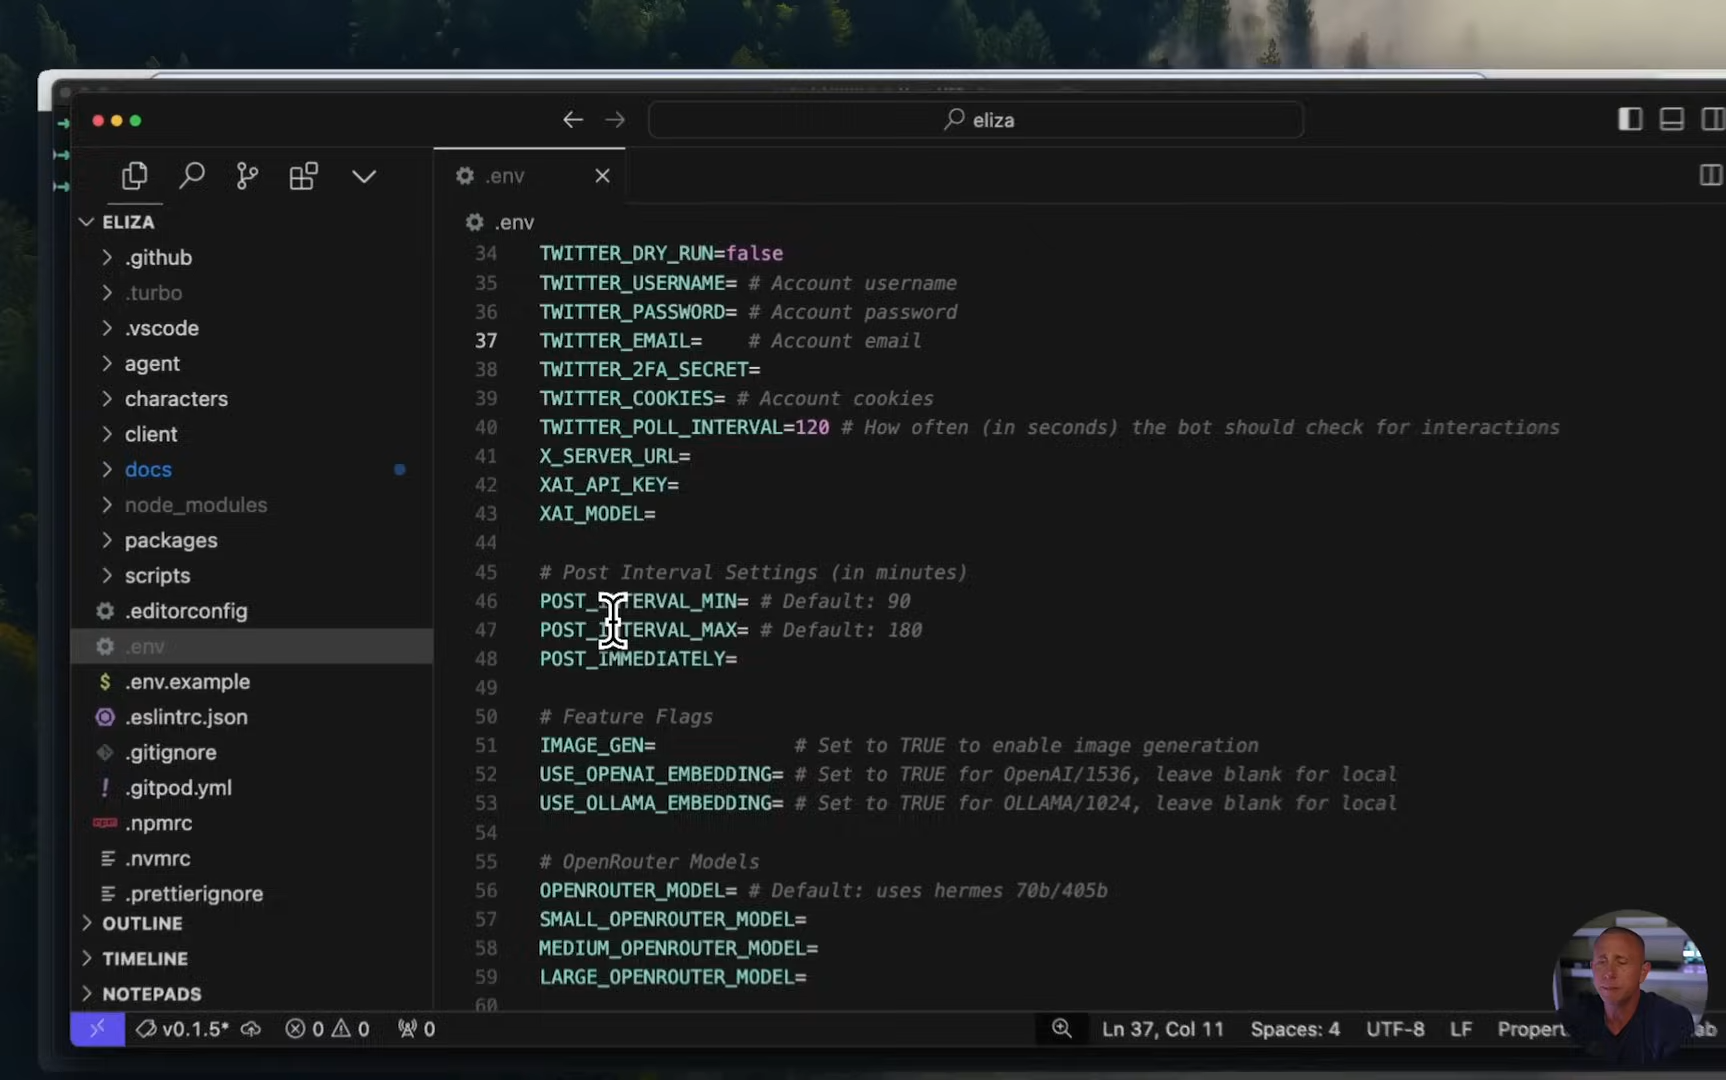 eliza
.env
ELIZA
.github
.turbo
.vscode
agent
characters
client
docs
node_modules
packages
scripts
.editorconfig
.env
.env.example
.eslintrc.json
.gitignore
.gitpod.yml
.npmrc
.nvmrc
.prettierignore
OUTLINE
TIMELINE
NOTEPADS
.env
34 TWITTER_DRY_RUN=false
35 TWITTER_USERNAME= # Account username
36 TWITTER_PASSWORD= # Account password
37 TWITTER_EMAIL= # Account email
38 TWITTER_2FA_SECRET=
39 TWITTER_COOKIES= # Account cookies
40 TWITTER_POLL_INTERVAL=120 # How often (in seconds) the bot should check for interactions
41 X_SERVER_URL=
42 XAI_API_KEY=
43 XAI_MODEL=
44
45 # Post Interval Settings (in minutes)
46 POST_INTERVAL_MIN= # Default: 90
47 POST_INTERVAL_MAX= # Default: 180
48 POST_IMMEDIATELY=
49
50 # Feature Flags
51 IMAGE_GEN= # Set to TRUE to enable image generation
52 USE_OPENAI_EMBEDDING= # Set to TRUE for OpenAI/1536, leave blank for local
53 USE_OLLAMA_EMBEDDING= # Set to TRUE for OLLAMA/1024, leave blank for local
54
55 # OpenRouter Models
56 OPENROUTER_MODEL= # Default: uses hermes 70b/405b
57 SMALL_OPENROUTER_MODEL=
58 MEDIUM_OPENROUTER_MODEL=
59 LARGE_OPENROUTER_MODEL=
60
v0.1.5* 0 0 0 Ln 37, Col 11 Spaces: 4 UTF-8 LF Propert ab